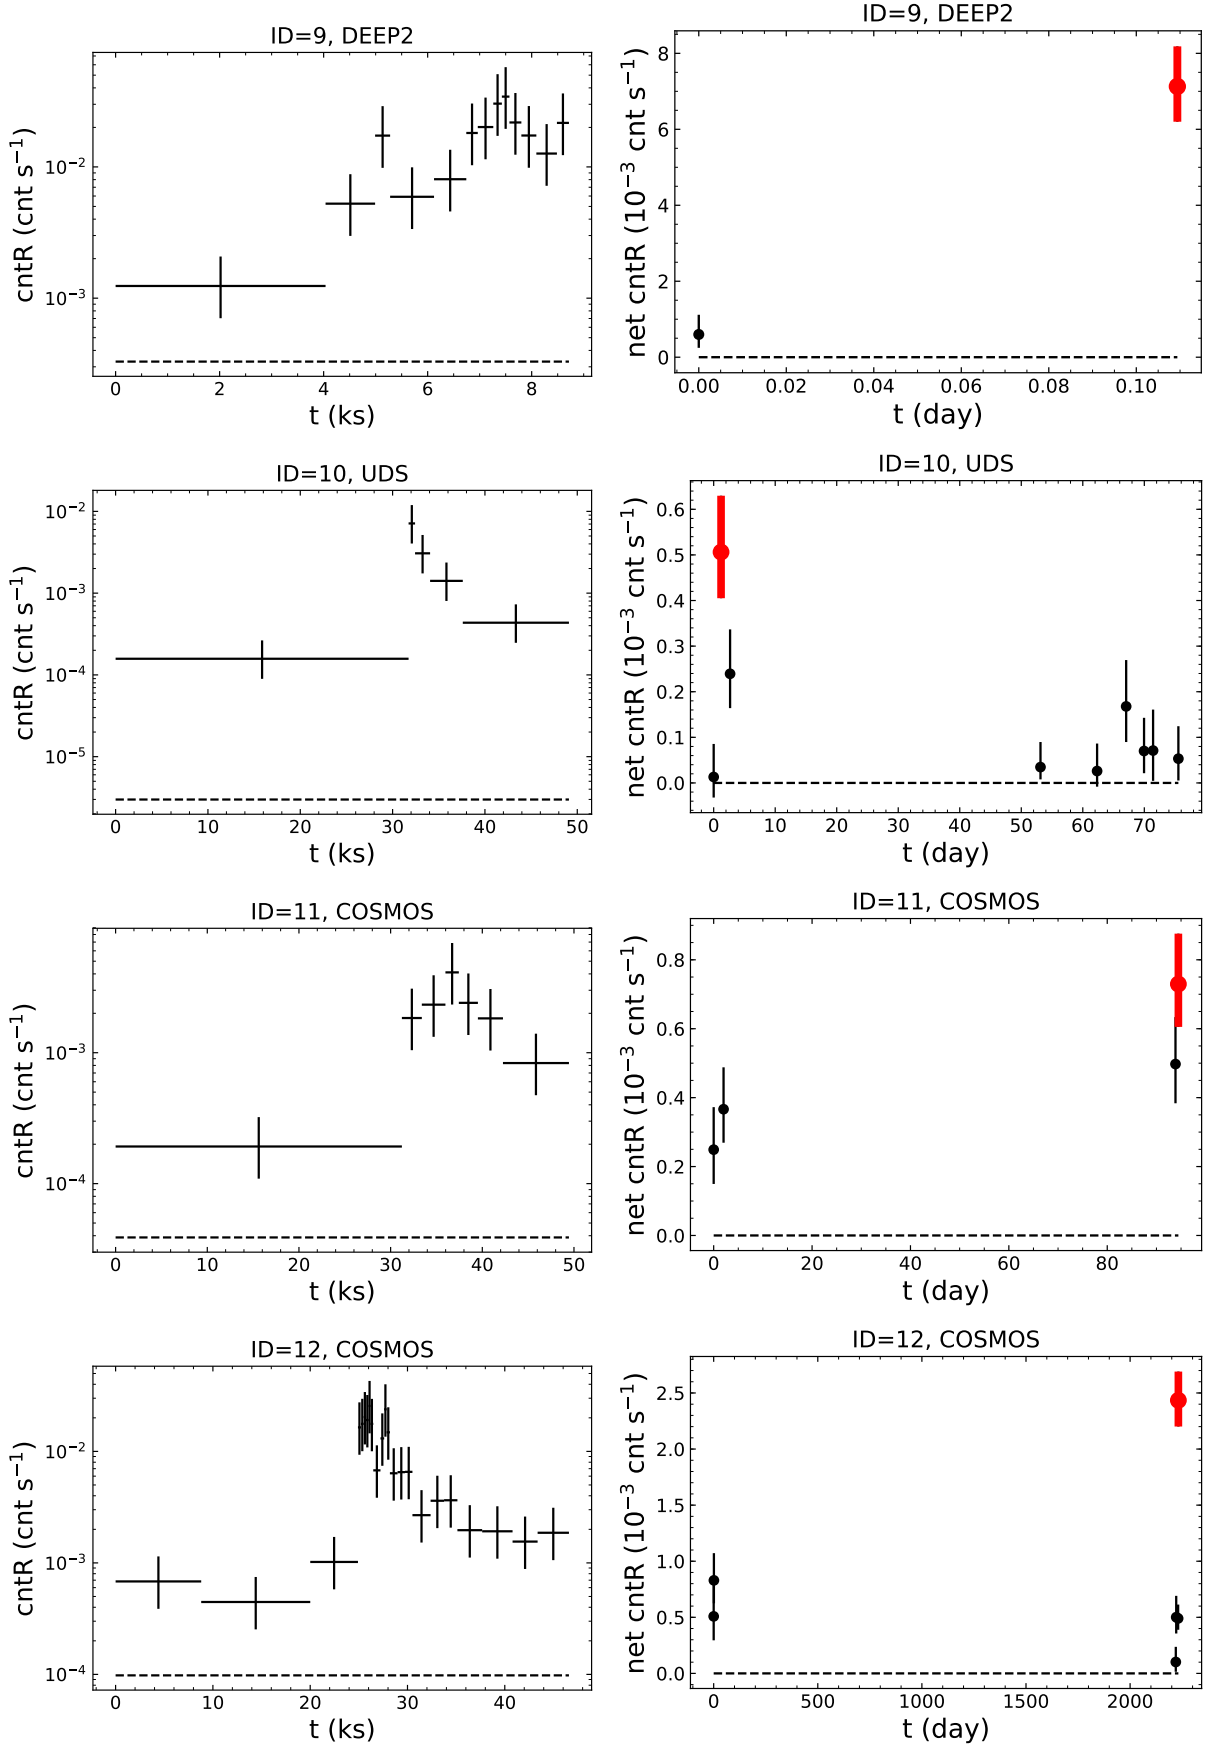 ID=9, DEEP2
cntR (cnt s⁻¹)
10⁻²
10⁻³
0 2 4 6 8
t (ks)
ID=9, DEEP2
net cntR (10⁻³ cnt s⁻¹)
8
6
4
2
0
0.00 0.02 0.04 0.06 0.08 0.10
t (day)
ID=10, UDS
cntR (cnt s⁻¹)
10⁻²
10⁻³
10⁻⁴
10⁻⁵
0 10 20 30 40 50
t (ks)
ID=10, UDS
net cntR (10⁻³ cnt s⁻¹)
0.6
0.5
0.4
0.3
0.2
0.1
0.0
0 10 20 30 40 50 60 70
t (day)
ID=11, COSMOS
cntR (cnt s⁻¹)
10⁻³
10⁻⁴
0 10 20 30 40 50
t (ks)
ID=11, COSMOS
net cntR (10⁻³ cnt s⁻¹)
0.8
0.6
0.4
0.2
0.0
0 20 40 60 80
t (day)
ID=12, COSMOS
cntR (cnt s⁻¹)
10⁻²
10⁻³
10⁻⁴
0 10 20 30 40
t (ks)
ID=12, COSMOS
net cntR (10⁻³ cnt s⁻¹)
2.5
2.0
1.5
1.0
0.5
0.0
0 500 1000 1500 2000
t (day)